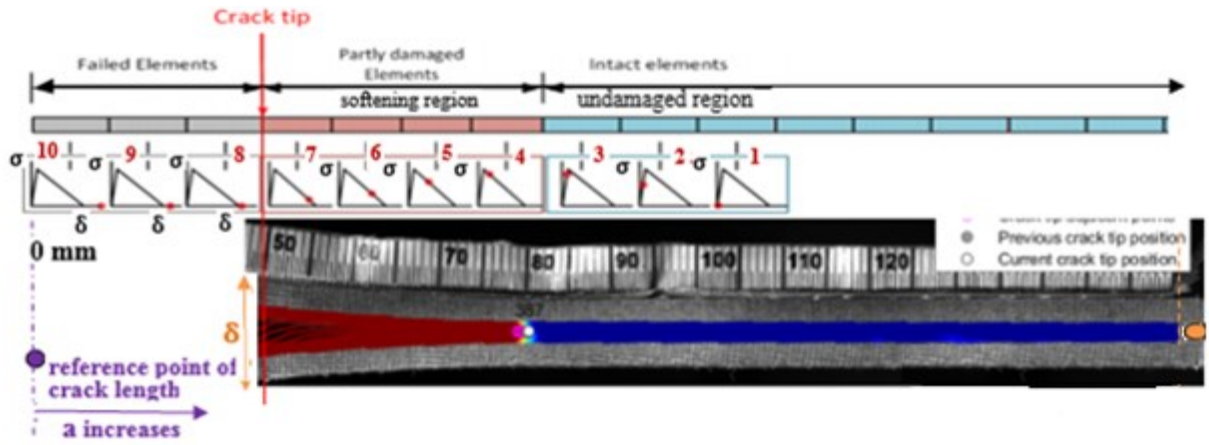 Crack tip
Failed Elements
Partly damaged
Elements
softening region
Intact elements
undamaged region
σ 10 σ 9 σ 8 7 σ 6 σ 5 σ 4 3 σ 2 σ 1
δ δ δ
0 mm
50 60 70 80 90 100 110 120
Previous crack tip position
Current crack tip position
387
δ
reference point of
crack length
a increases